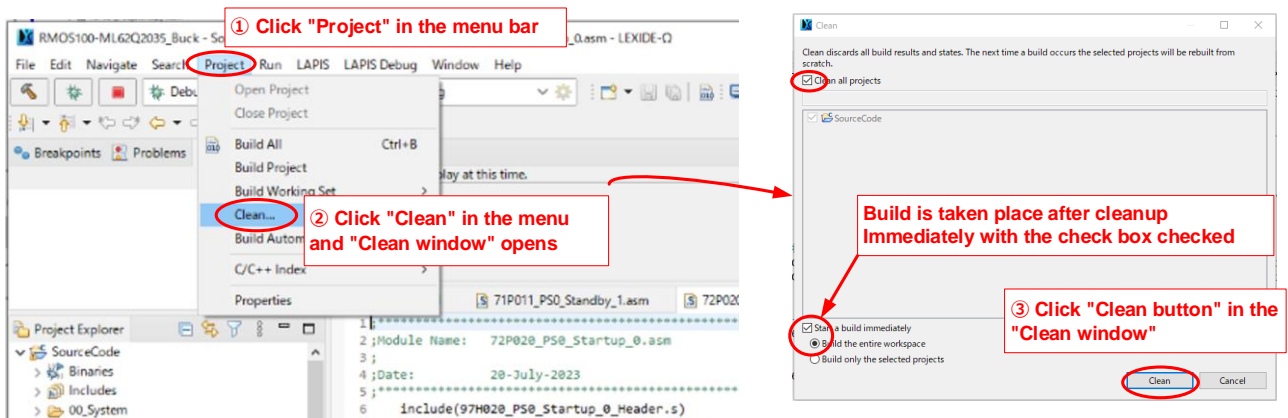 ① Click "Project" in the menu bar
RMOS100-ML62Q2035_Buck - So
_0.asm - LEXIDE-Ω
File Edit Navigate Search Project Run LAPIS LAPIS Debug Window Help
Debu
Open Project
Close Project
Build All Ctrl+B
Build Project
Build Working Set
Clean...
Build Autom
C/C++ Index
Properties
Breakpoints Problems
play at this time.
② Click "Clean" in the menu
and "Clean window" opens
71P011_PS0_Standby_1.asm 72P020
Project Explorer
SourceCode
Binaries
Includes
00_System
1 ;************************************************
2 ;Module Name: 72P020_PS0_Startup_0.asm
3 ;
4 ;Date: 20-July-2023
5 ;************************************************
6 include(97H020_PS0_Startup_0_Header.s)
Clean
Clean discards all build results and states. The next time a build occurs the selected projects will be rebuilt from
scratch.
Clean all projects
SourceCode
Build is taken place after cleanup
Immediately with the check box checked
③ Click "Clean button" in the
"Clean window"
Start a build immediately
Build the entire workspace
Build only the selected projects
Clean Cancel